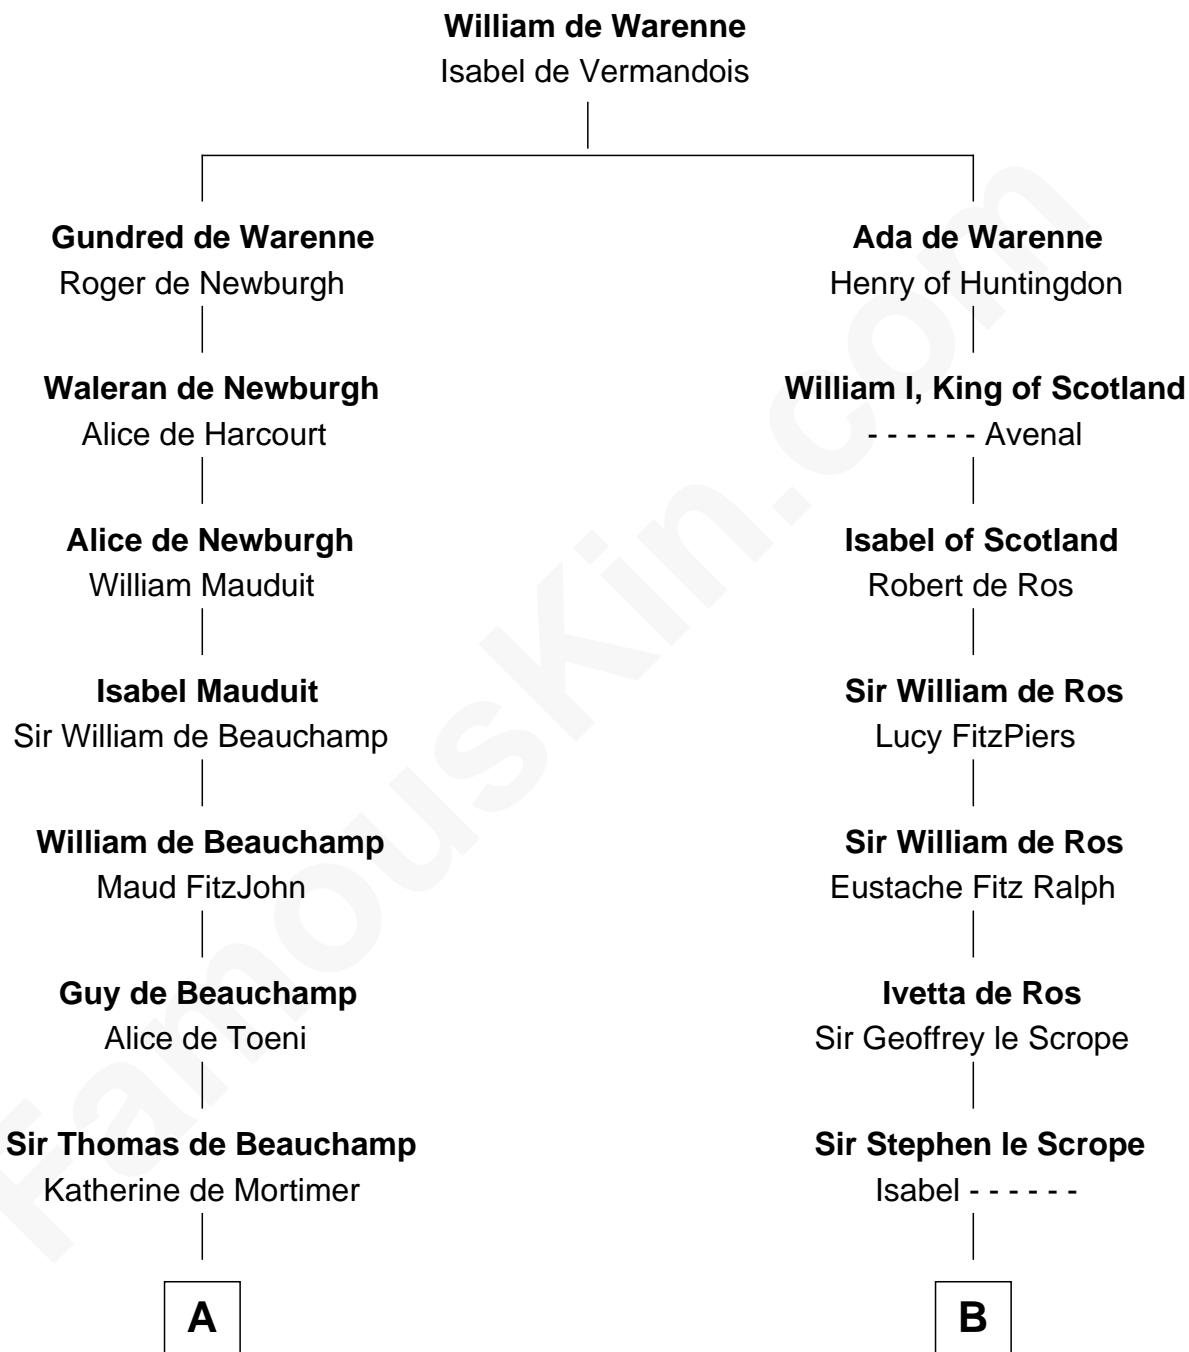 William de Warenne
Isabel de Vermandois
Gundred de Warenne
Roger de Newburgh
Ada de Warenne
Henry of Huntingdon
Waleran de Newburgh
Alice de Harcourt
William I, King of Scotland
- - - - - - Avenal
Alice de Newburgh
William Mauduit
Isabel of Scotland
Robert de Ros
Isabel Mauduit
Sir William de Beauchamp
Sir William de Ros
Lucy FitzPiers
William de Beauchamp
Maud FitzJohn
Sir William de Ros
Eustache Fitz Ralph
Guy de Beauchamp
Alice de Toeni
Ivetta de Ros
Sir Geoffrey le Scrope
Sir Thomas de Beauchamp
Katherine de Mortimer
Sir Stephen le Scrope
Isabel - - - - - -
A
B
FamousKin.com